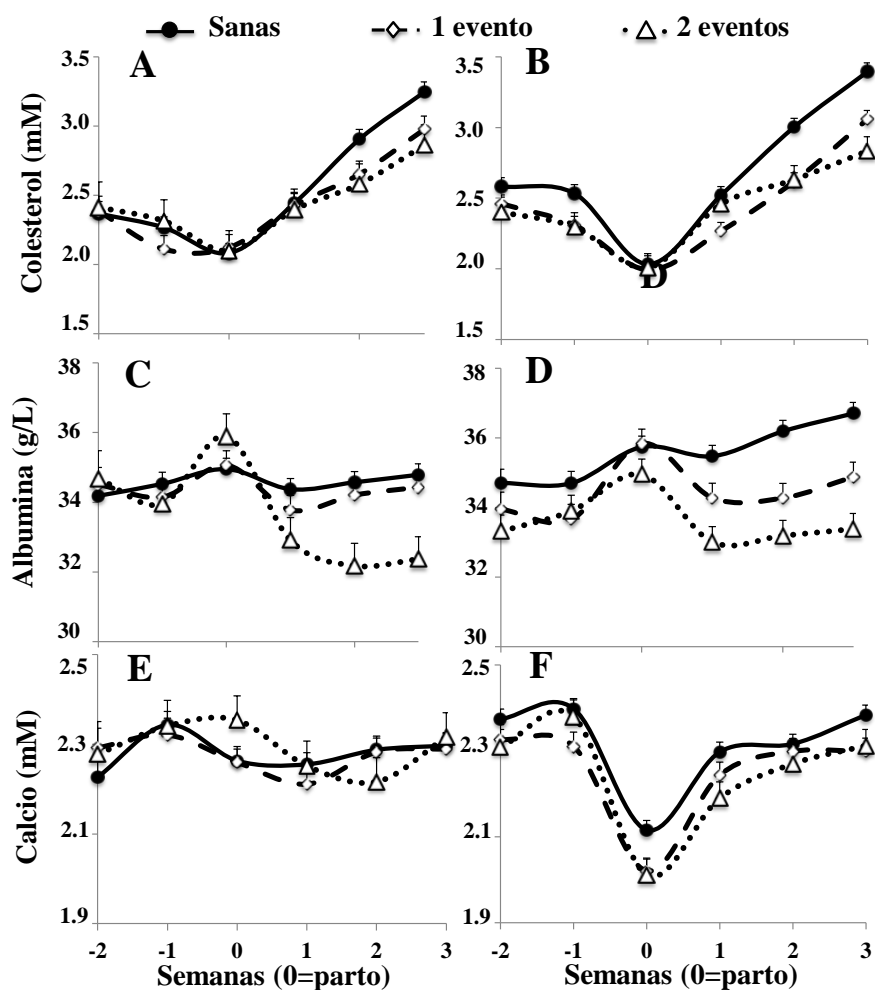 Sanas 1 evento 2 eventos
A
B
Colesterol (mM)
3.5
3.0
2.5
2.0
1.5
3.5
3.0
2.5
2.0
1.5
D
C
D
Albumina (g/L)
38
36
34
32
30
38
36
34
32
30
E
F
Calcio (mM)
2.5
2.3
2.1
1.9
2.5
2.3
2.1
1.9
-2 -1 0 1 2 3
-2 -1 0 1 2 3
Semanas (0=parto)
Semanas (0=parto)